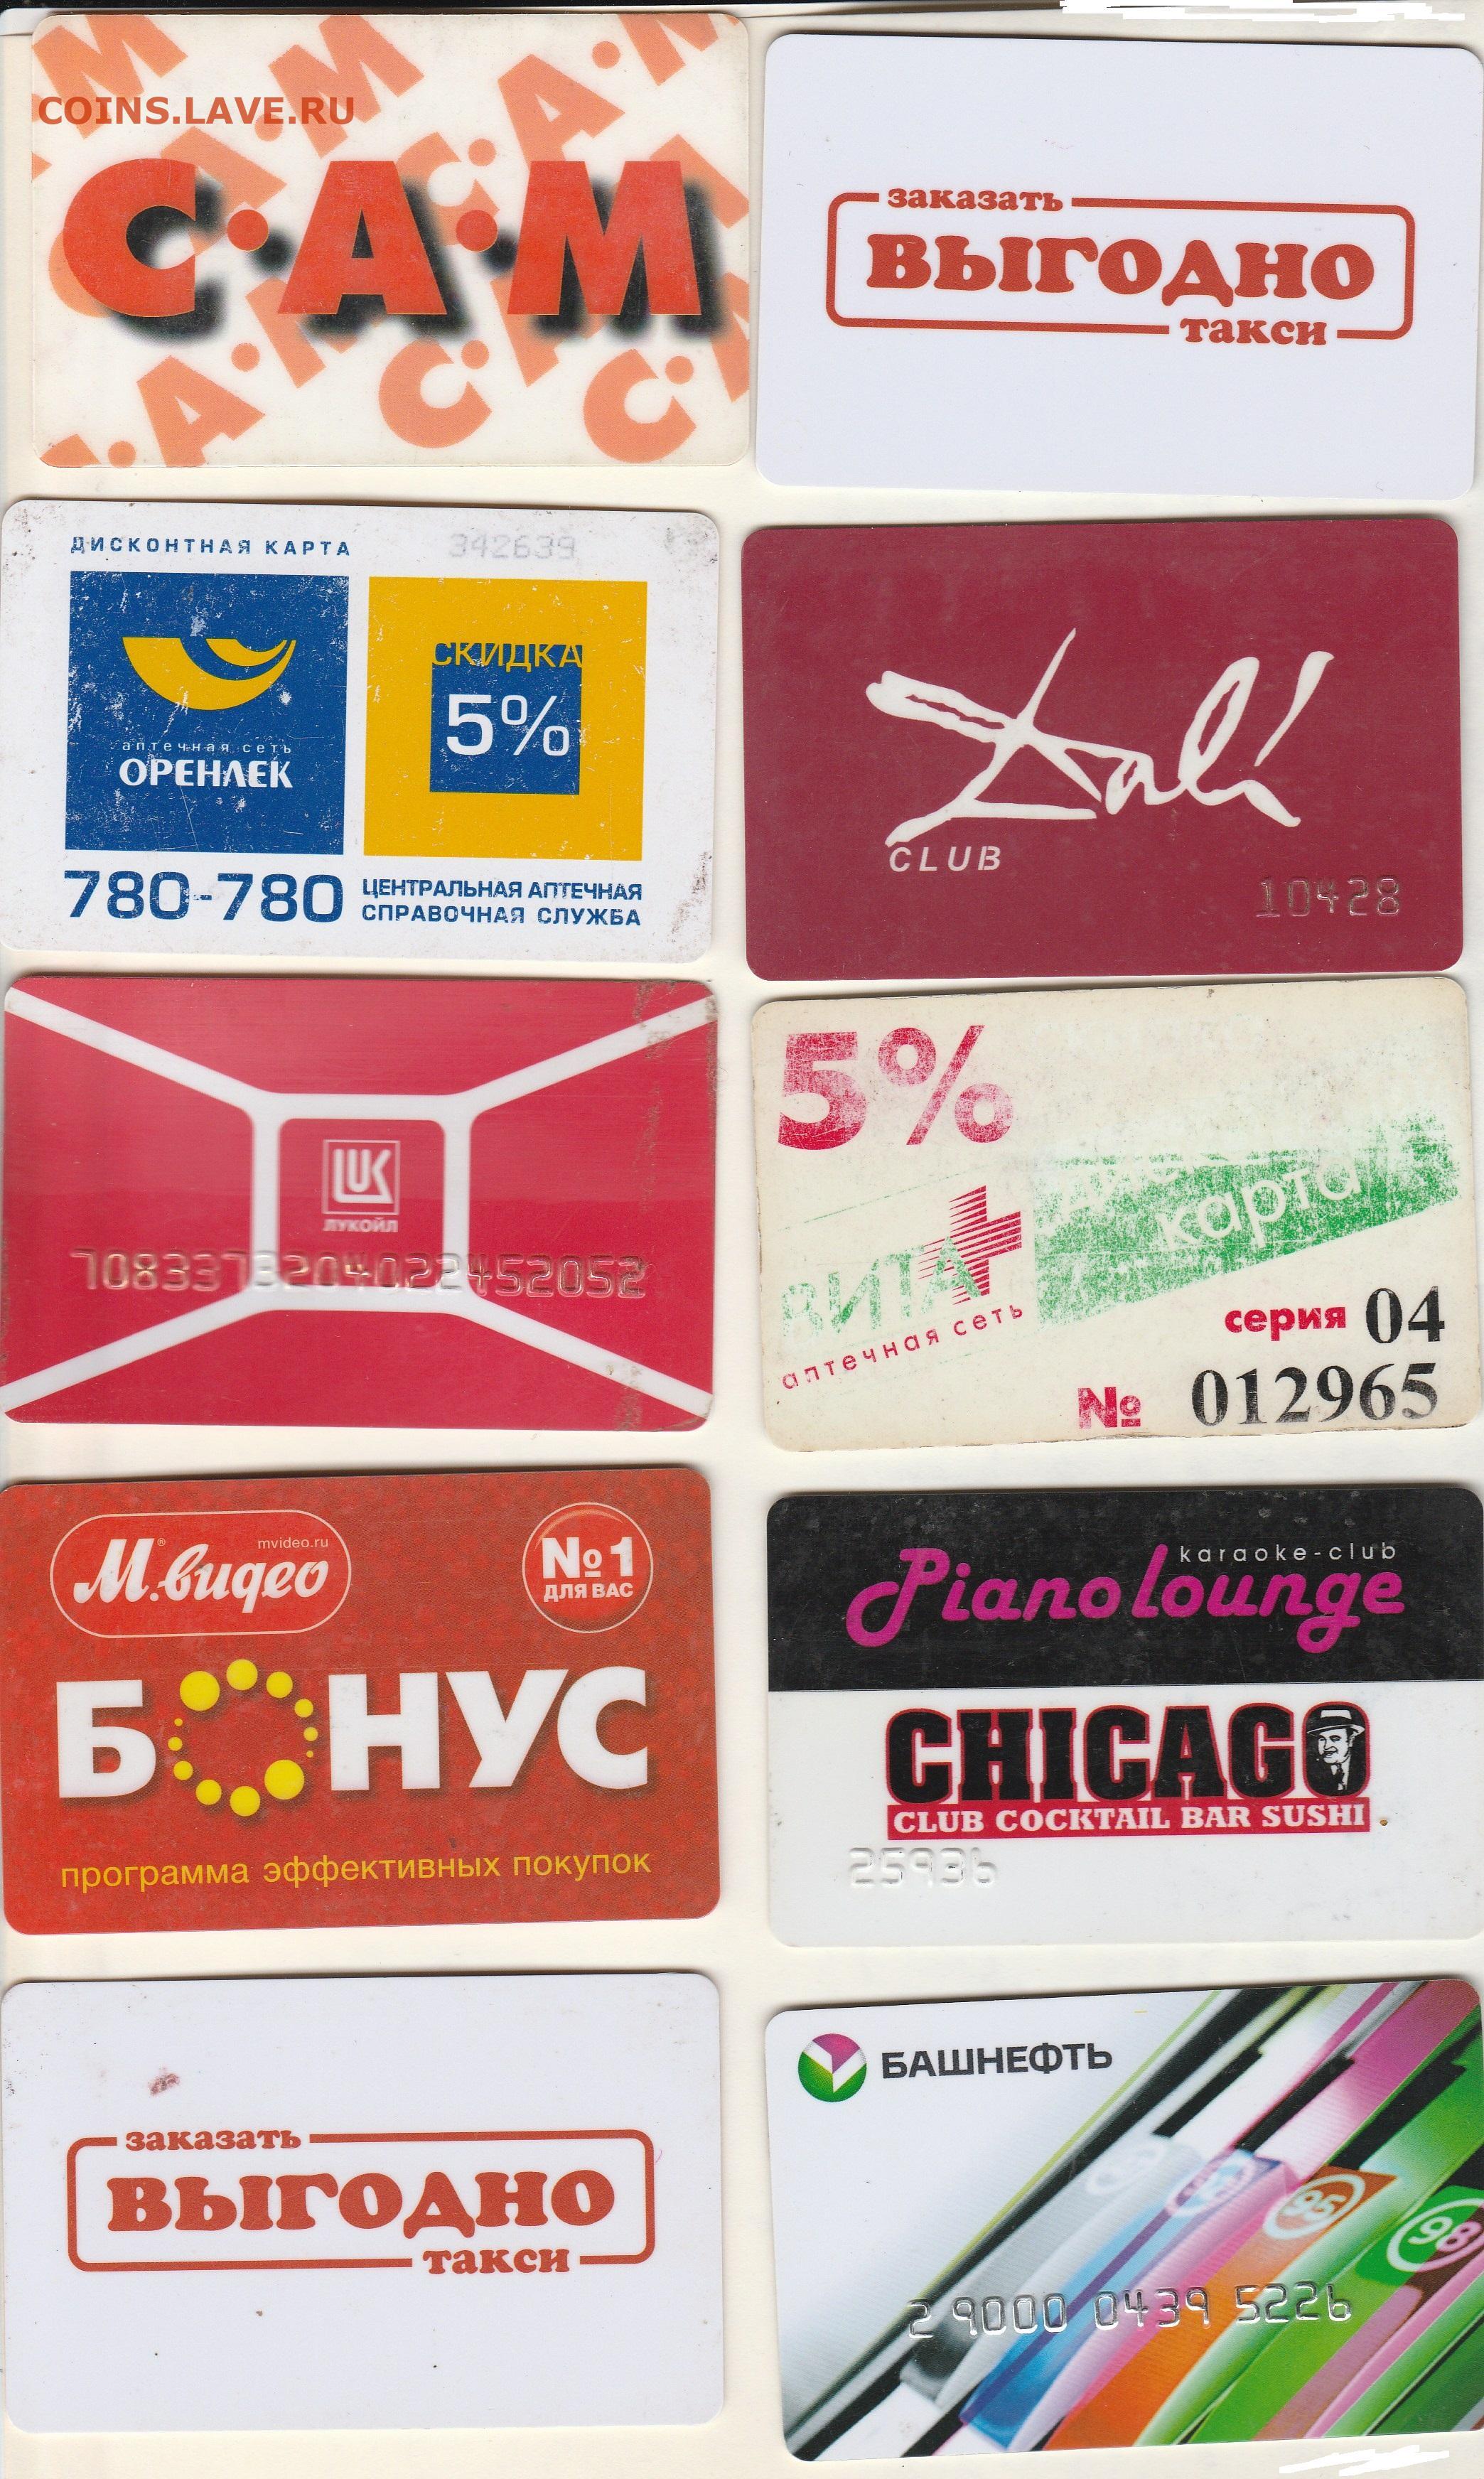 COINS.LAVE.RU
С·А·М
заказать
ВЫГОДНО
такси
ДИСКОНТНАЯ КАРТА 342639
аптечная сеть
ОРЕНЛЕК
СКИДКА
5%
780-780
ЦЕНТРАЛЬНАЯ АПТЕЧНАЯ
СПРАВОЧНАЯ СЛУЖБА
Dalí
CLUB
10428
LUK
ЛУКОЙЛ
7083373204022452052
5%
карта
ВИТА
аптечная сеть
серия 04
№ 012965
mvideo.ru
М.видео
№1
ДЛЯ ВАС
БОНУС
программа эффективных покупок
karaoke-club
Piano lounge
CHICAGO
CLUB COCKTAIL BAR SUSHI
25936
заказать
ВЫГОДНО
такси
БАШНЕФТЬ
95
98
2 9000 0439 5226